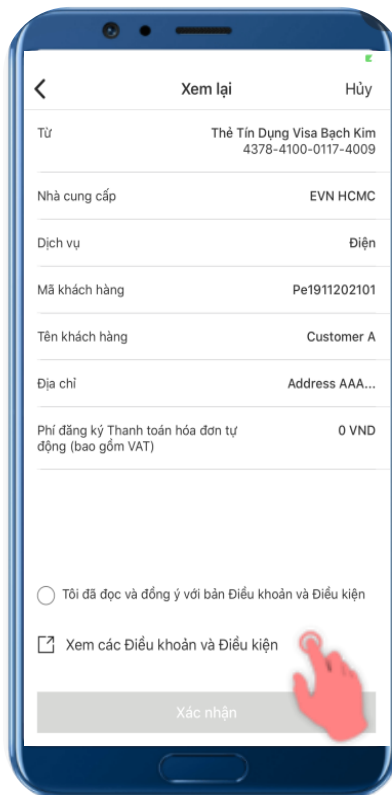 Xem lại Hủy
Từ Thẻ Tín Dụng Visa Bạch Kim
4378-4100-0117-4009
Nhà cung cấp EVN HCMC
Dịch vụ Điện
Mã khách hàng Pe1911202101
Tên khách hàng Customer A
Địa chỉ Address AAA...
Phí đăng ký Thanh toán hóa đơn tự 0 VND
động (bao gồm VAT)
Tôi đã đọc và đồng ý với bản Điều khoản và Điều kiện
Xem các Điều khoản và Điều kiện
Xác nhận